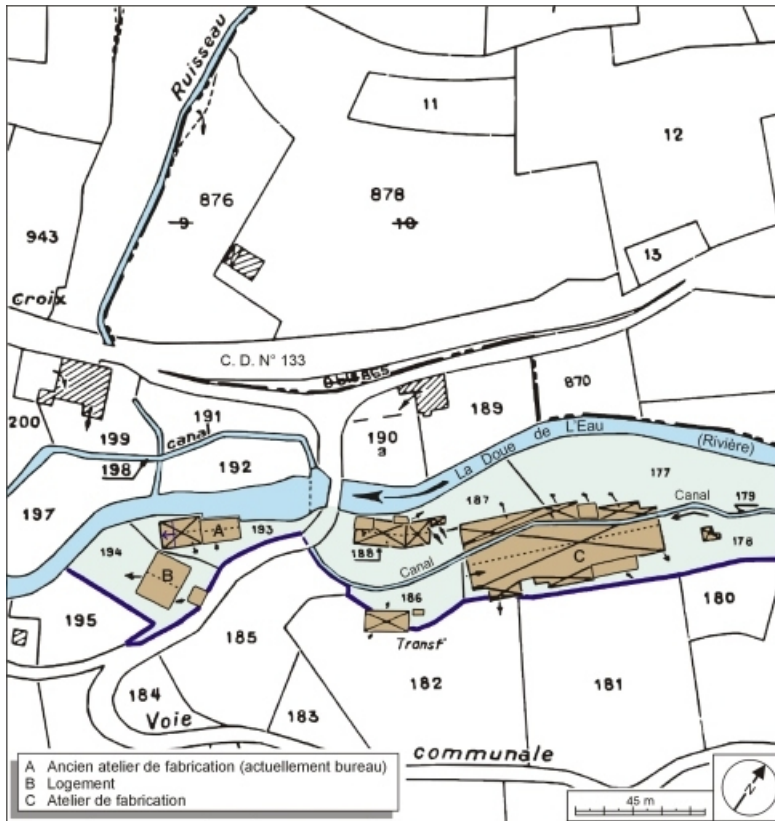 Ruisseau
11
12
876
9
878
10
943
13
Croix
C. D. N° 133
865
870
200
199
191
canal
198
192
190
a
189
La Doue de L'Eau
(Rivière)
177
197
187
Canal
179
194
A
193
188
C
178
B
Canal
186
195
185
180
Transf
184
Voie
183
182
181
communale
A Ancien atelier de fabrication (actuellement bureau)
B Logement
C Atelier de fabrication
45 m
N